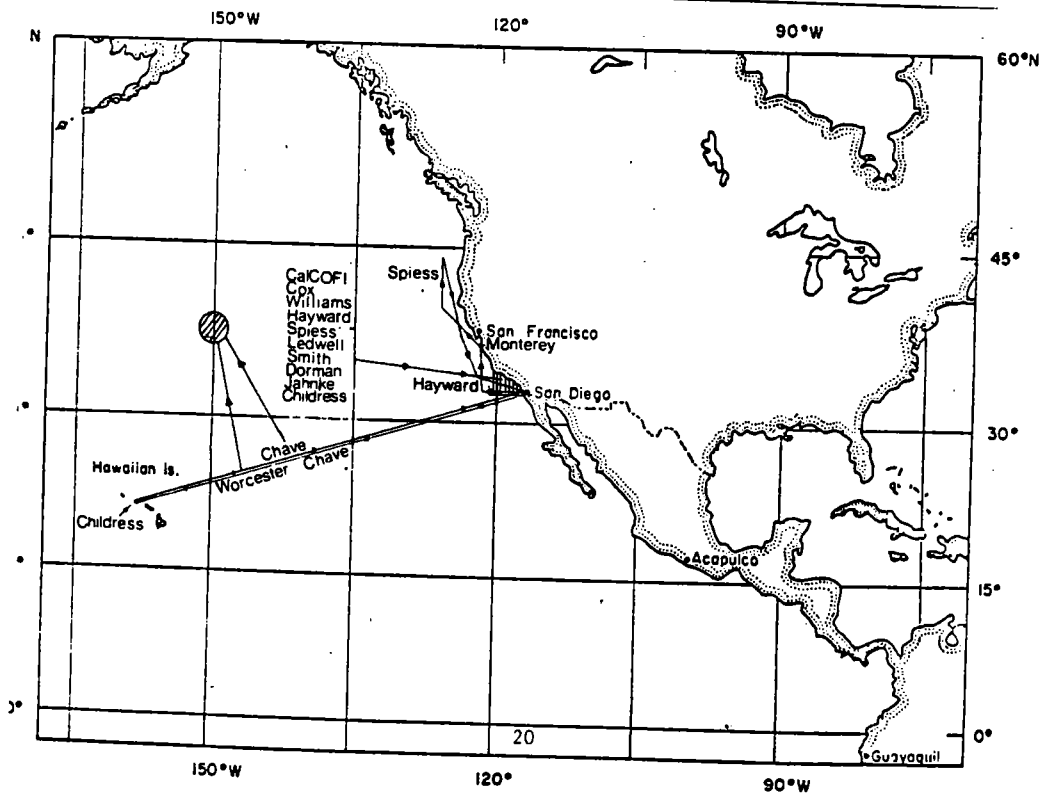 150°W
120°
90°W
N
60°N
45°
CalCOFI
Cox
Williams
Hayward
Spiess
Ledwell
Smith
Dorman
Jahnke
Childress
Spiess
San Francisco
Monterey
Hayward
San Diego
30°
Chave
Chave
Hawaiian Is.
Worcester
Childress
Acapulco
15°
20
0°
Guayaquil
150°W
120°
90°W